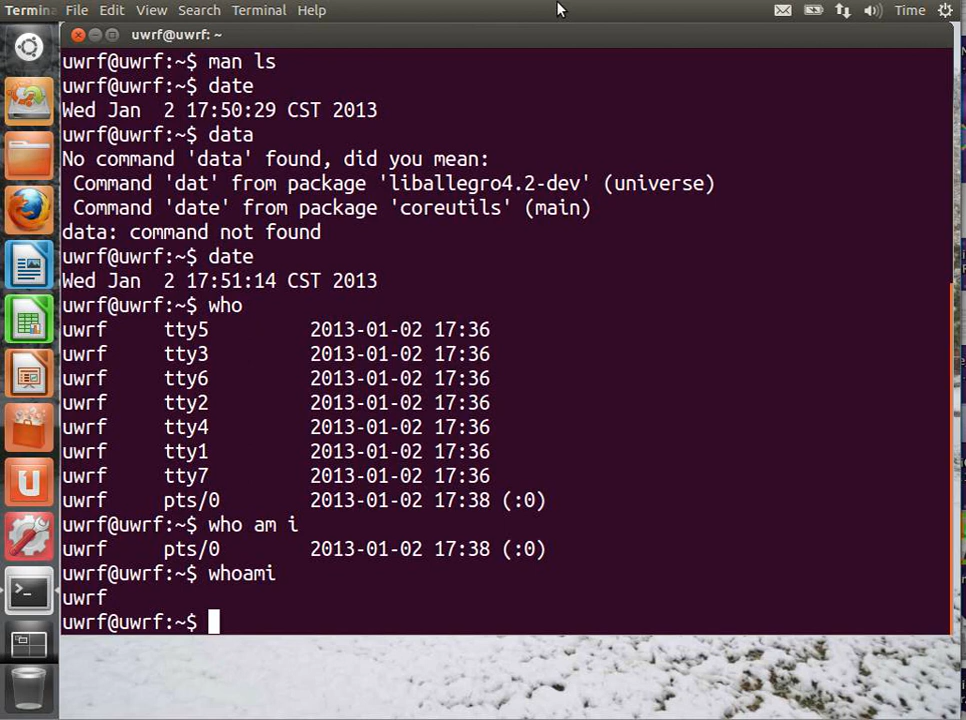 Termina File Edit View Search Terminal Help Time
uwrf@uwrf: ~
uwrf@uwrf:~$ man ls
uwrf@uwrf:~$ date
Wed Jan  2 17:50:29 CST 2013
uwrf@uwrf:~$ data
No command 'data' found, did you mean:
 Command 'dat' from package 'liballegro4.2-dev' (universe)
 Command 'date' from package 'coreutils' (main)
data: command not found
uwrf@uwrf:~$ date
Wed Jan  2 17:51:14 CST 2013
uwrf@uwrf:~$ who
uwrf     tty5         2013-01-02 17:36
uwrf     tty3         2013-01-02 17:36
uwrf     tty6         2013-01-02 17:36
uwrf     tty2         2013-01-02 17:36
uwrf     tty4         2013-01-02 17:36
uwrf     tty1         2013-01-02 17:36
uwrf     tty7         2013-01-02 17:36
uwrf     pts/0        2013-01-02 17:38 (:0)
uwrf@uwrf:~$ who am i
uwrf     pts/0        2013-01-02 17:38 (:0)
uwrf@uwrf:~$ whoami
uwrf
uwrf@uwrf:~$